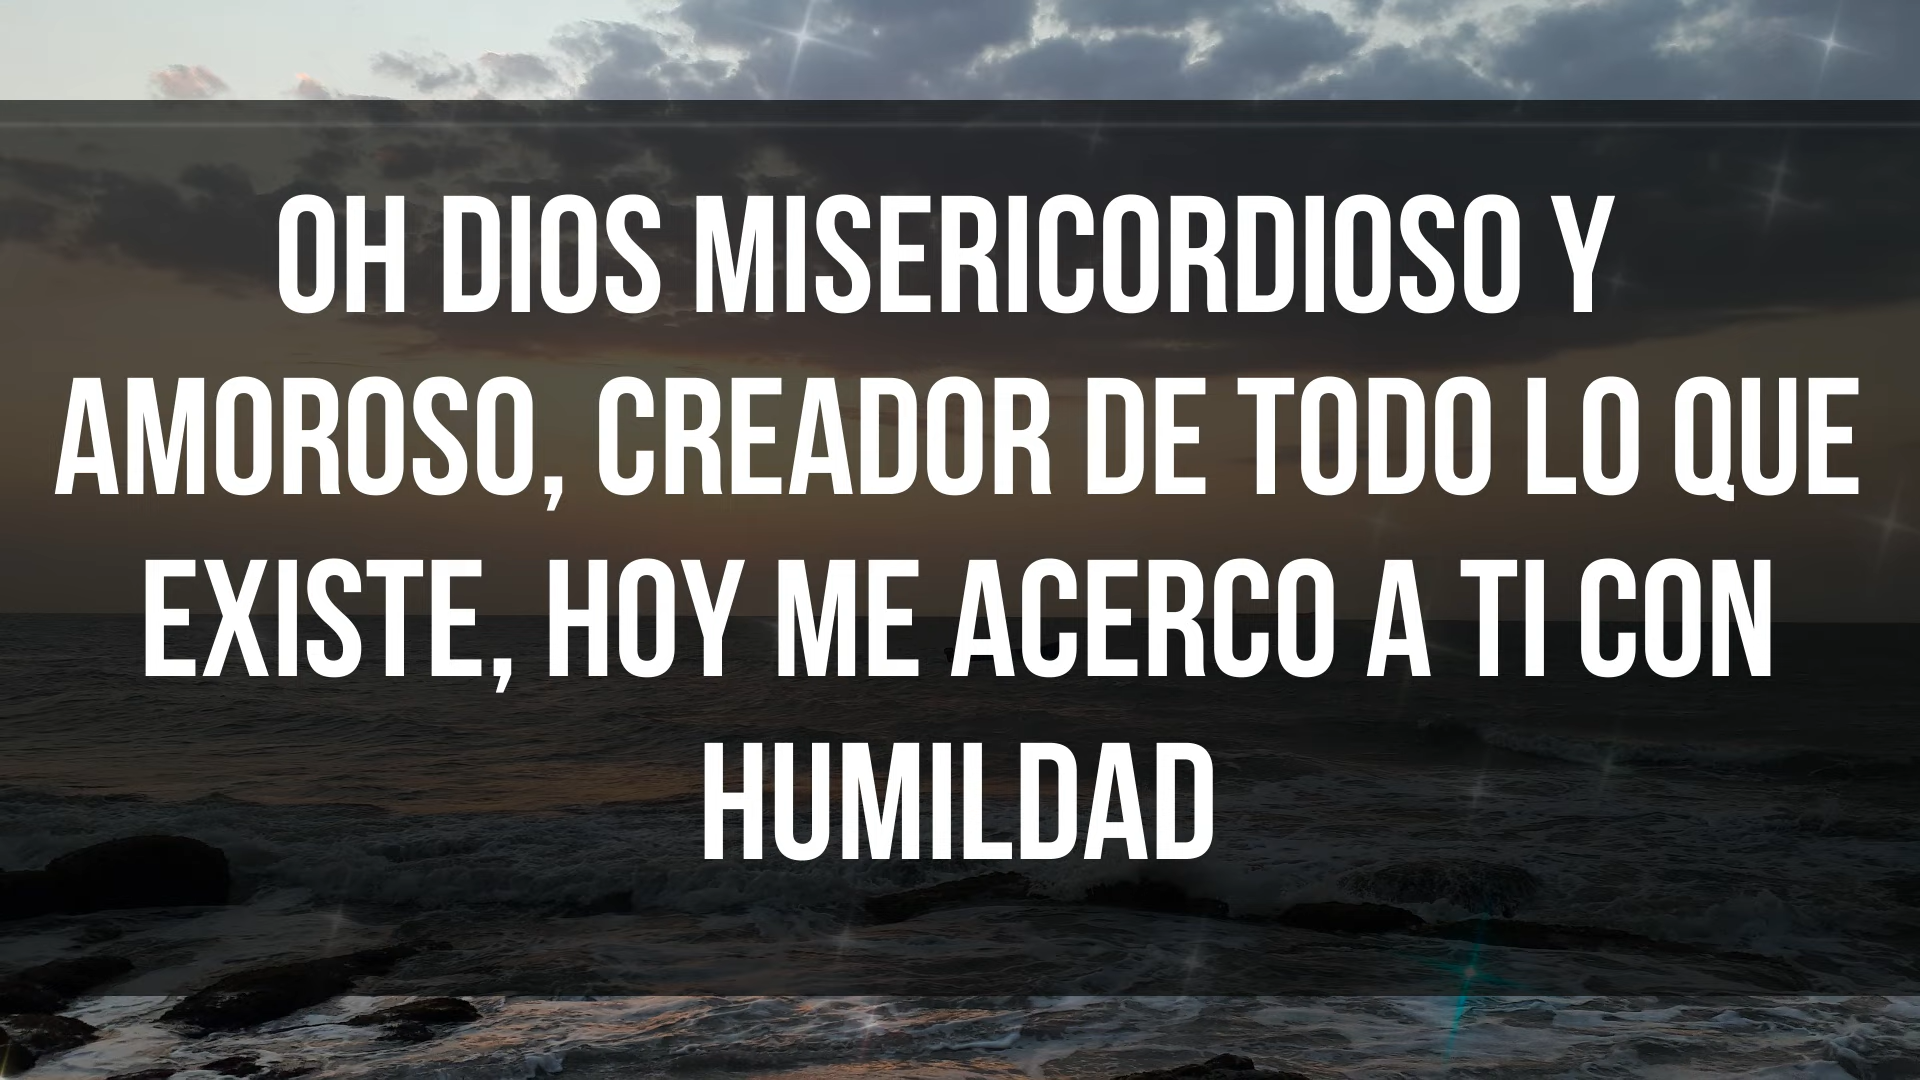 OH DIOS MISERICORDIOSO Y
AMOROSO, CREADOR DE TODO LO QUE
EXISTE, HOY ME ACERCO A TI CON
HUMILDAD